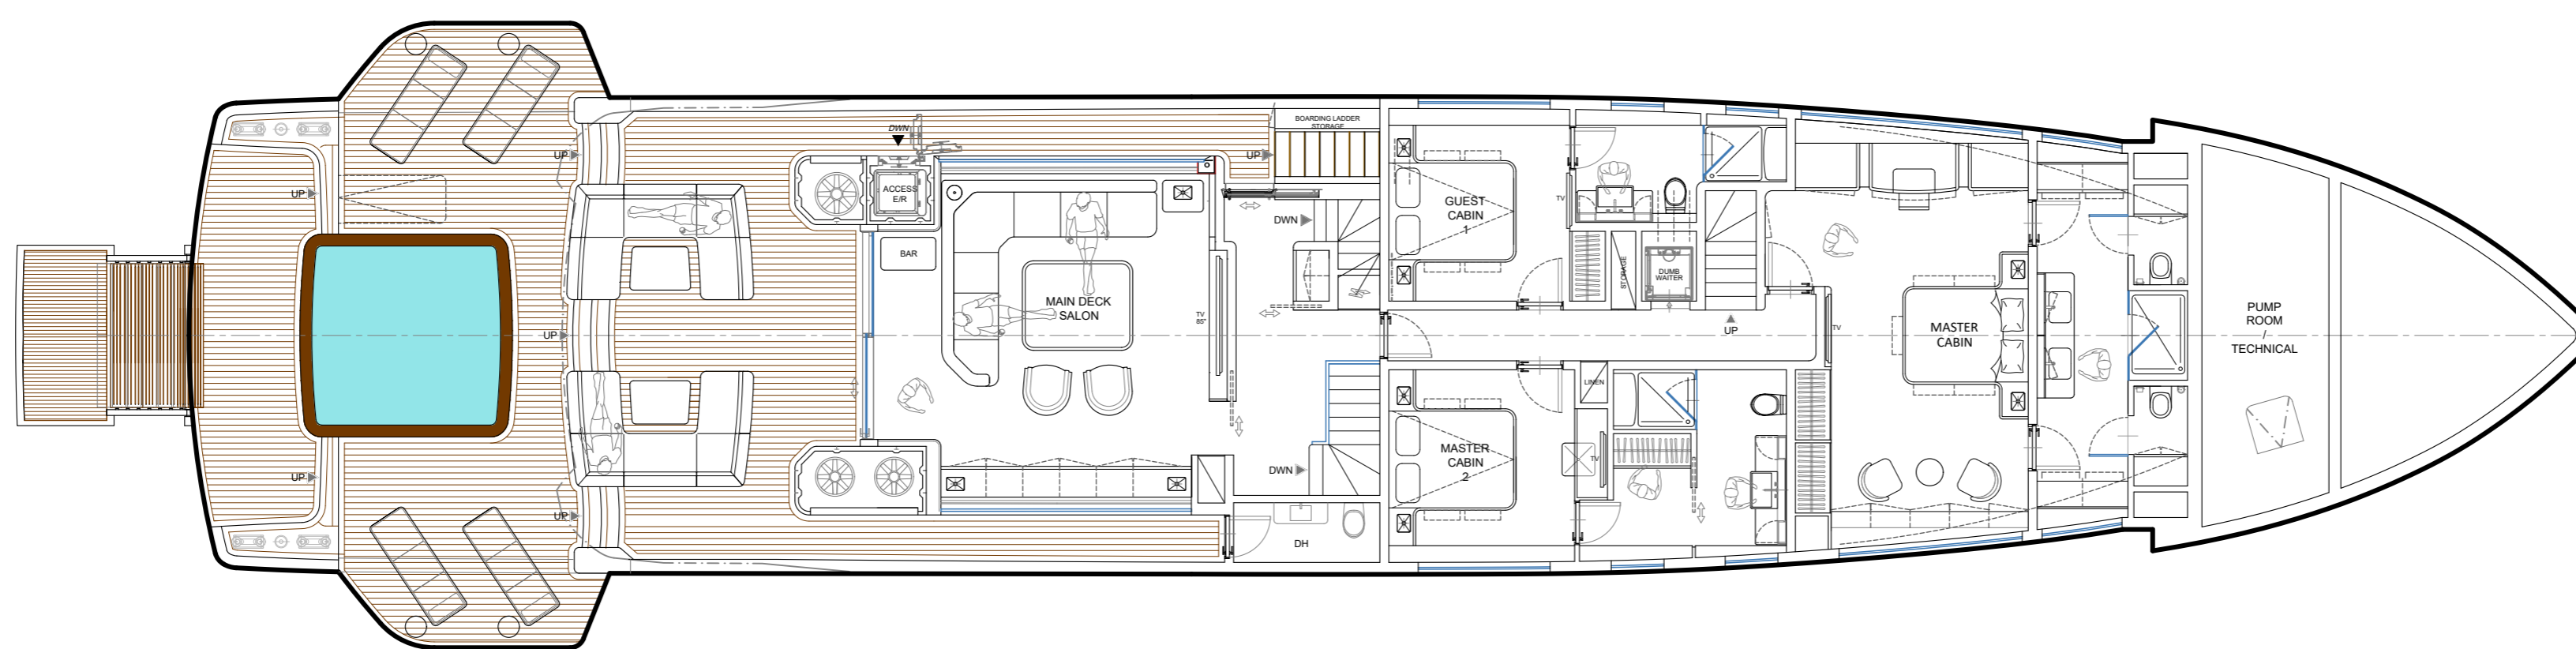 UP
UP
UP
UP
UP
UP
DWN
ACCESS
E/R
BAR
MAIN DECK
SALON
TV
85"
BOARDING LADDER
STORAGE
UP
DWN
DWN
DH
GUEST
CABIN
1
TV
STORAGE
DUMB
WAITER
UP
MASTER
CABIN
2
TV
LINEN
TV
MASTER
CABIN
PUMP
ROOM
/
TECHNICAL